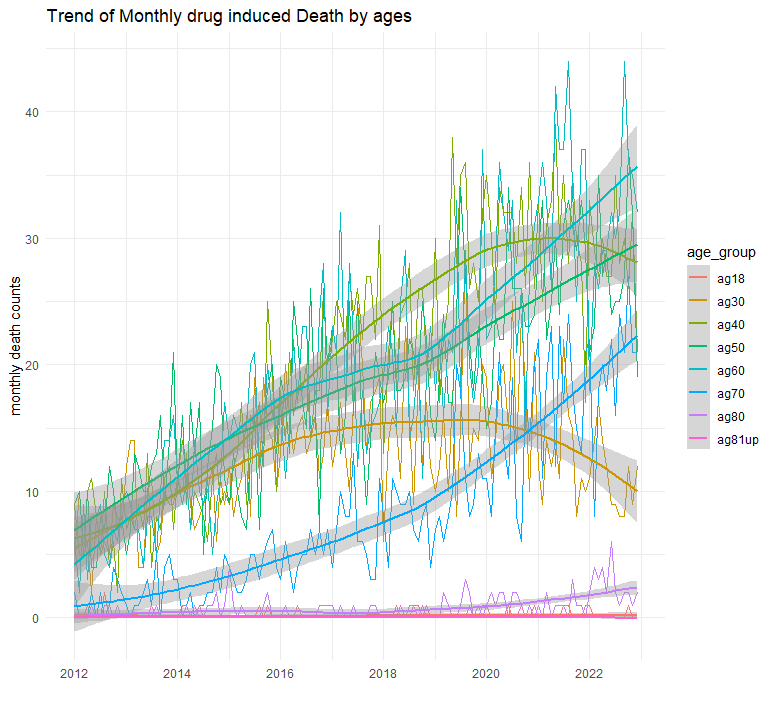 Trend of Monthly drug induced Death by ages
monthly death counts
40
30
20
10
0
2012 2014 2016 2018 2020 2022
age_group
ag18
ag30
ag40
ag50
ag60
ag70
ag80
ag81up